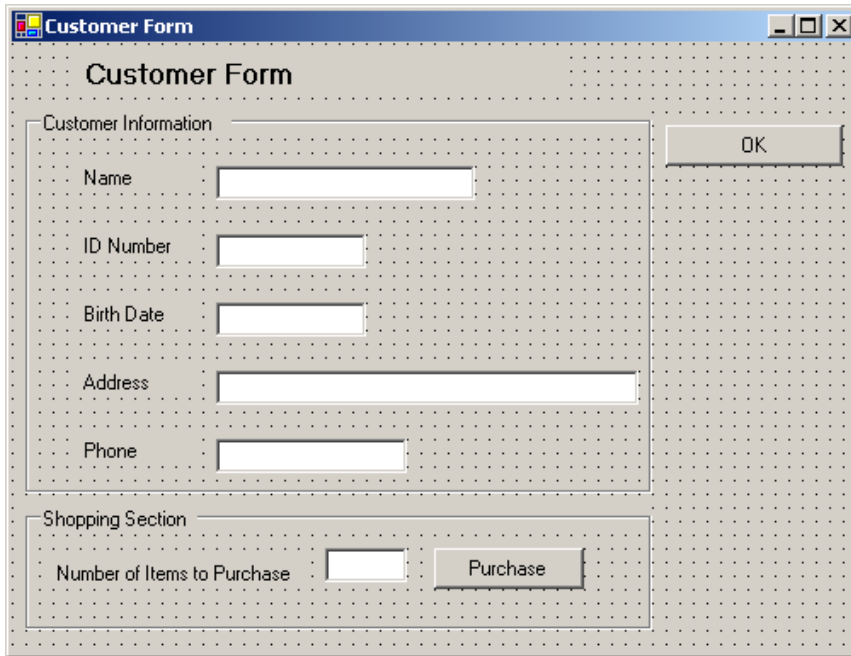 Customer Form
Customer Form
Customer Information
OK
Name
ID Number
Birth Date
Address
Phone
Shopping Section
Number of Items to Purchase
Purchase